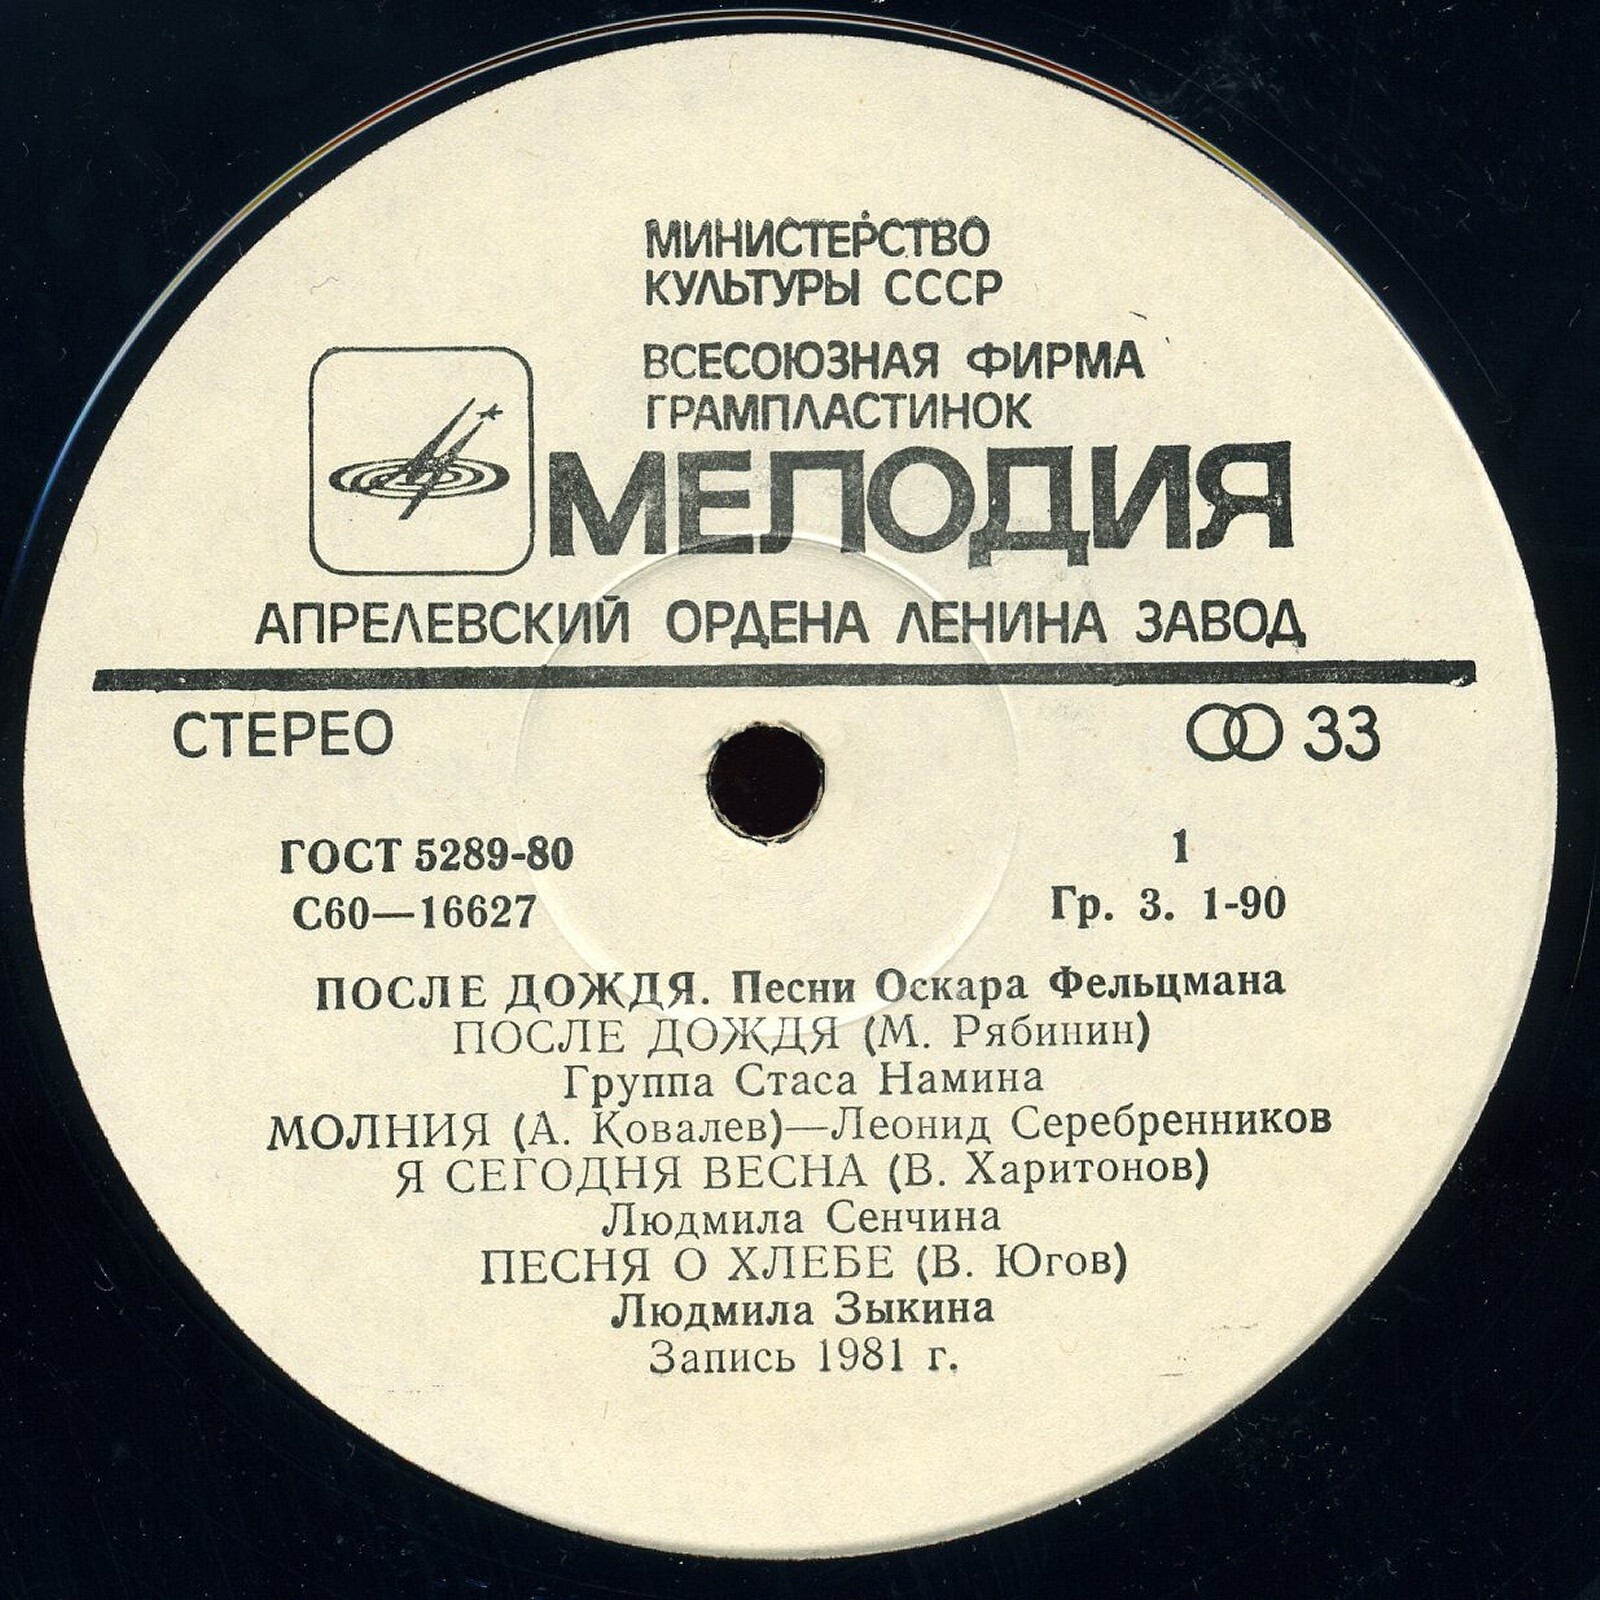 МИНИСТЕРСТВО
КУЛЬТУРЫ СССР
ВСЕСОЮЗНАЯ ФИРМА
ГРАМПЛАСТИНОК
МЕЛОДИЯ
АПРЕЛЕВСКИЙ ОРДЕНА ЛЕНИНА ЗАВОД
СТЕРЕО 33
ГОСТ 5289-80 1
С60—16627 Гр. 3. 1-90
ПОСЛЕ ДОЖДЯ. Песни Оскара Фельцмана
ПОСЛЕ ДОЖДЯ (М. Рябинин)
Группа Стаса Намина
МОЛНИЯ (А. Ковалев)—Леонид Серебренников
Я СЕГОДНЯ ВЕСНА (В. Харитонов)
Людмила Сенчина
ПЕСНЯ О ХЛЕБЕ (В. Югов)
Людмила Зыкина
Запись 1981 г.